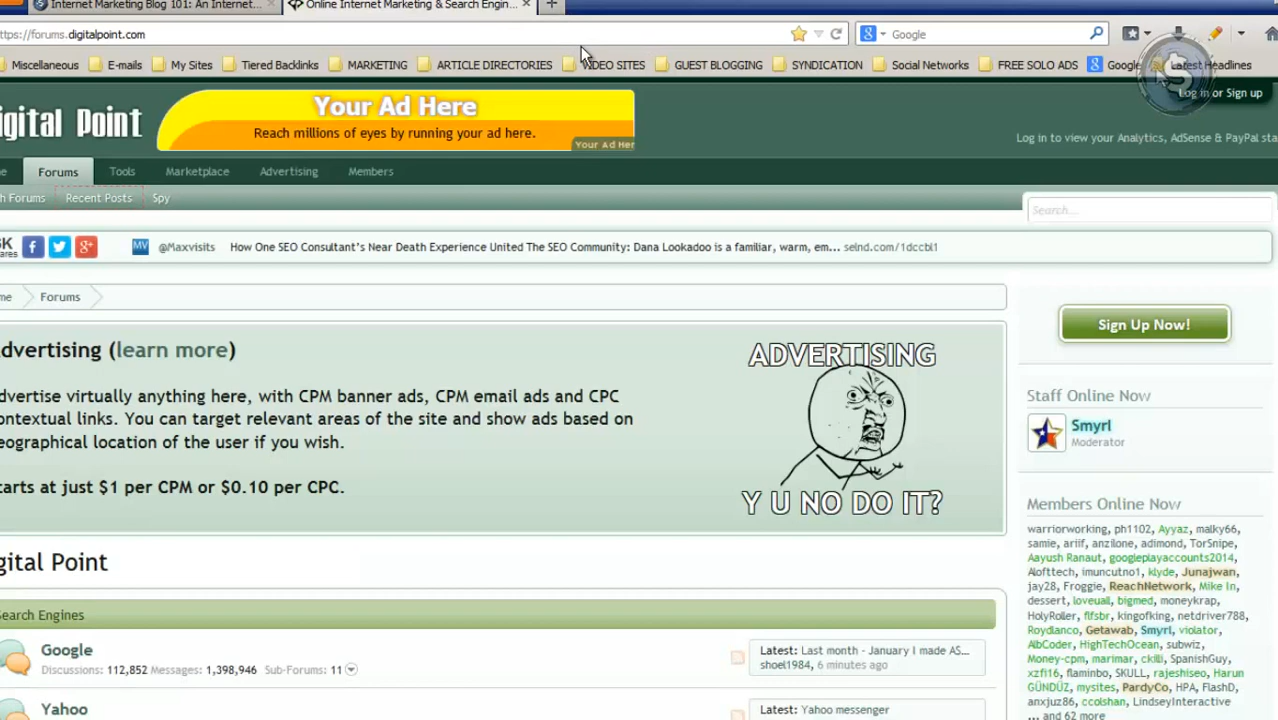 Internet Marketing Blog 101: An Internet... Online Internet Marketing & Search Engin...
ttps://forums.digitalpoint.com Google
Miscellaneous E-mails My Sites Tiered Backlinks MARKETING ARTICLE DIRECTORIES VIDEO SITES GUEST BLOGGING SYNDICATION Social Networks FREE SOLO ADS Google Latest Headlines
Log in or Sign up
igital Point
Your Ad Here
Reach millions of eyes by running your ad here.
Your Ad Her
Log in to view your Analytics, AdSense & PayPal sta
me Forums Tools Marketplace Advertising Members
h Forums Recent Posts Spy
Search...
K
ares
@Maxvisits How One SEO Consultant's Near Death Experience United The SEO Community: Dana Lookadoo is a familiar, warm, em... selnd.com/1dccbl1
me Forums
dvertising (learn more)
dvertise virtually anything here, with CPM banner ads, CPM email ads and CPC
ontextual links. You can target relevant areas of the site and show ads based on
eographical location of the user if you wish.
tarts at just $1 per CPM or $0.10 per CPC.
ADVERTISING
Y U NO DO IT?
Sign Up Now!
Staff Online Now
Smyrl
Moderator
Members Online Now
warriorworking, ph1102, Ayyaz, malky66,
samie, ariif, anzilone, adimond, TorSnipe,
Aayush Ranaut, googleplayaccounts2014,
Alofttech, imuncutno1, klyde, Junajwan,
jay28, Froggie, ReachNetwork, Mike In,
dessert, loveuall, bigmed, moneykrap,
HolyRoller, flfsbr, kingofking, netdriver788,
Roydlanco, Getawab, Smyrl, violator,
AlbCoder, HighTechOcean, subwiz,
Money-cpm, marimar, ckilli, SpanishGuy,
xzfi16, flaminbo, SKULL, rajeshiseo, Harun
GÜNDÜZ, mysites, PardyCo, HPA, FlashD,
anxjuz86, ccolshan, LindseyInteractive
... and 62 more
gital Point
Search Engines
Google
Discussions: 112,852 Messages: 1,398,946 Sub-Forums: 11
Latest: Last month - January I made AS...
shoel1984, 6 minutes ago
Yahoo
Latest: Yahoo messenger